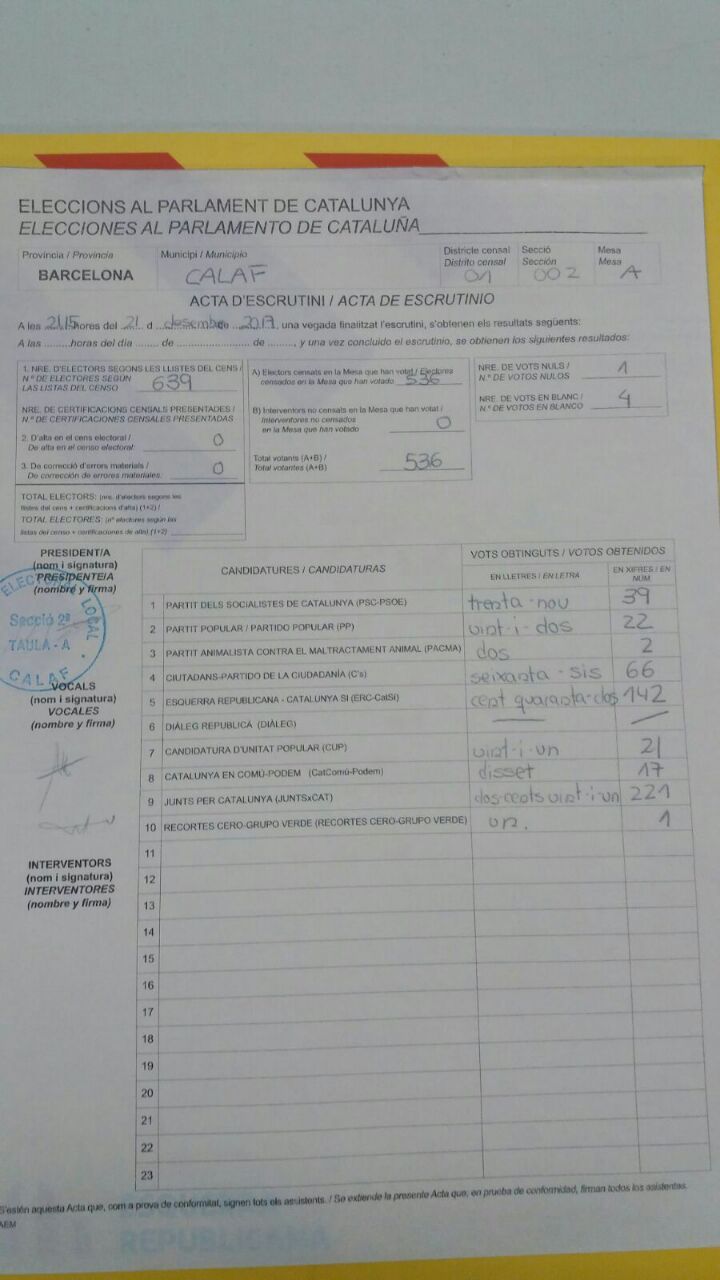 ELECCIONS AL PARLAMENT DE CATALUNYA
ELECCIONES AL PARLAMENTO DE CATALUÑA
Província / Provincia
BARCELONA
Municipi / Municipio
CALAF
Districte censal
Distrito censal
01
Secció
Sección
002
Mesa
Mesa
A
ACTA D'ESCRUTINI / ACTA DE ESCRUTINIO
A les 21:15 hores del 21 d desembre de 2017, una vegada finalitzat l'escrutini, s'obtenen els resultats següents:
A las ........ horas del día ........ de ........ de ........, y una vez concluido el escrutinio, se obtienen los siguientes resultados:
1. NRE. D'ELECTORS SEGONS LES LLISTES DEL CENS /
N.º DE ELECTORES SEGÚN
LAS LISTAS DEL CENSO 639
NRE. DE CERTIFICACIONS CENSALS PRESENTADES /
N.º DE CERTIFICACIONES CENSALES PRESENTADAS
2. D'alta en el cens electoral /
De alta en el censo electoral: 0
3. De correcció d'errors materials /
De corrección de errores materiales: 0
TOTAL ELECTORS: (nre. d'electors segons les
llistes del cens + certificacions d'alta) (1+2) /
TOTAL ELECTORES: (nº electores según las
listas del censo + certificaciones de alta) (1+2)
A) Electors censats en la Mesa que han votat / Electores
censados en la Mesa que han votado 536
B) Interventors no censats en la Mesa que han votat /
Interventores no censados
en la Mesa que han votado 0
Total votants (A+B) /
Total votantes (A+B) 536
NRE. DE VOTS NULS /
N.º DE VOTOS NULOS 1
NRE. DE VOTS EN BLANC /
N.º DE VOTOS EN BLANCO 4
PRESIDENT/A
(nom i signatura)
PRESIDENTE/A
(nombre y firma)
ELECTORAL LOCAL
Secció 2ª
TAULA - A
CALAF
VOCALS
(nom i signatura)
VOCALES
(nombre y firma)
INTERVENTORS
(nom i signatura)
INTERVENTORES
(nombre y firma)
CANDIDATURES / CANDIDATURAS
VOTS OBTINGUTS / VOTOS OBTENIDOS
EN LLETRES / EN LETRA
EN XIFRES / EN NÚM.
1 PARTIT DELS SOCIALISTES DE CATALUNYA (PSC-PSOE) trenta-nou 39
2 PARTIT POPULAR / PARTIDO POPULAR (PP) vint-i-dos 22
3 PARTIT ANIMALISTA CONTRA EL MALTRACTAMENT ANIMAL (PACMA) dos 2
4 CIUTADANS-PARTIDO DE LA CIUDADANÍA (C's) seixanta-sis 66
5 ESQUERRA REPUBLICANA - CATALUNYA SÍ (ERC-CatSí) cent quaranta-dos 142
6 DIÀLEG REPUBLICÀ (DIÀLEG) — —
7 CANDIDATURA D'UNITAT POPULAR (CUP) vint-i-un 21
8 CATALUNYA EN COMÚ-PODEM (CatComú-Podem) disset 17
9 JUNTS PER CATALUNYA (JUNTSxCAT) dos-cents vint-i-un 221
10 RECORTES CERO-GRUPO VERDE (RECORTES CERO-GRUPO VERDE) un. 1
11
12
13
14
15
16
17
18
19
20
21
22
23
S'estén aquesta Acta que, com a prova de conformitat, signen tots els assistents. / Se extiende la presente Acta que, en prueba de conformidad, firman todos los asistentes.
AEM
REPUBLICANA